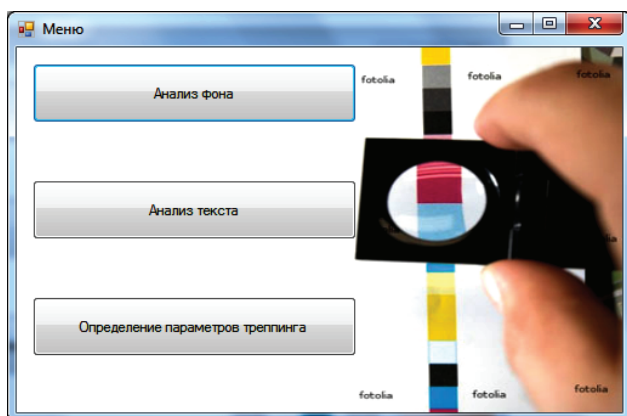 Меню
Анализ фона
Анализ текста
Определение параметров треппинга
fotolia
fotolia
fotolia
fotolia
fotolia
fotolia